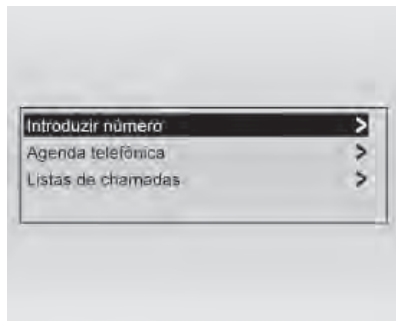 Introduzir número >
Agenda telefónica >
Listas de chamadas >